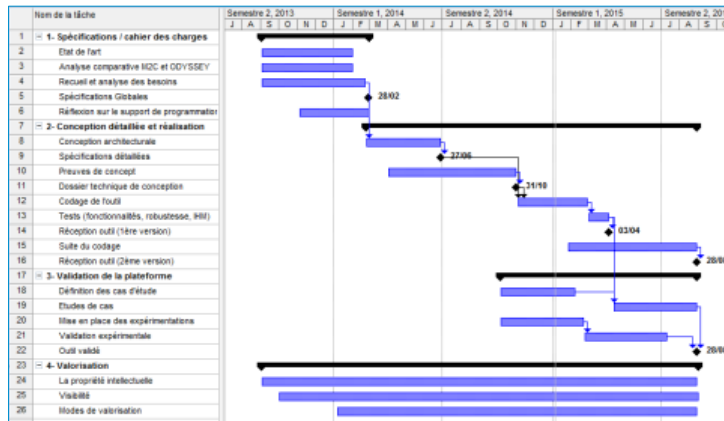 Nom de la tâche
Semestre 2, 2013 Semestre 1, 2014 Semestre 2, 2014 Semestre 1, 2015 Semestre 2, 201
J A S O N D J F M A M J J A S O N D J F M A M J J A S O
1 1- Spécifications / cahier des charges
2 Etat de l'art
3 Analyse comparative M2C et ODYSSEY
4 Recueil et analyse des besoins
5 Spécifications Globales 28/02
6 Réflexion sur le support de programmation
7 2- Conception détaillée et réalisation
8 Conception architecturale
9 Spécifications détaillées 27/06
10 Preuves de concept
11 Dossier technique de conception 31/10
12 Codage de l'outil
13 Tests (fonctionnalités, robustesse, IHM)
14 Réception outil (1ère version) 03/04
15 Suite du codage
16 Réception outil (2ème version) 28/0
17 3- Validation de la plateforme
18 Définition des cas d'étude
19 Etudes de cas
20 Mise en place des expérimentations
21 Validation expérimentale
22 Outil validé 28/0
23 4- Valorisation
24 La propriété intellectuelle
25 Visibilité
26 Modes de valorisation